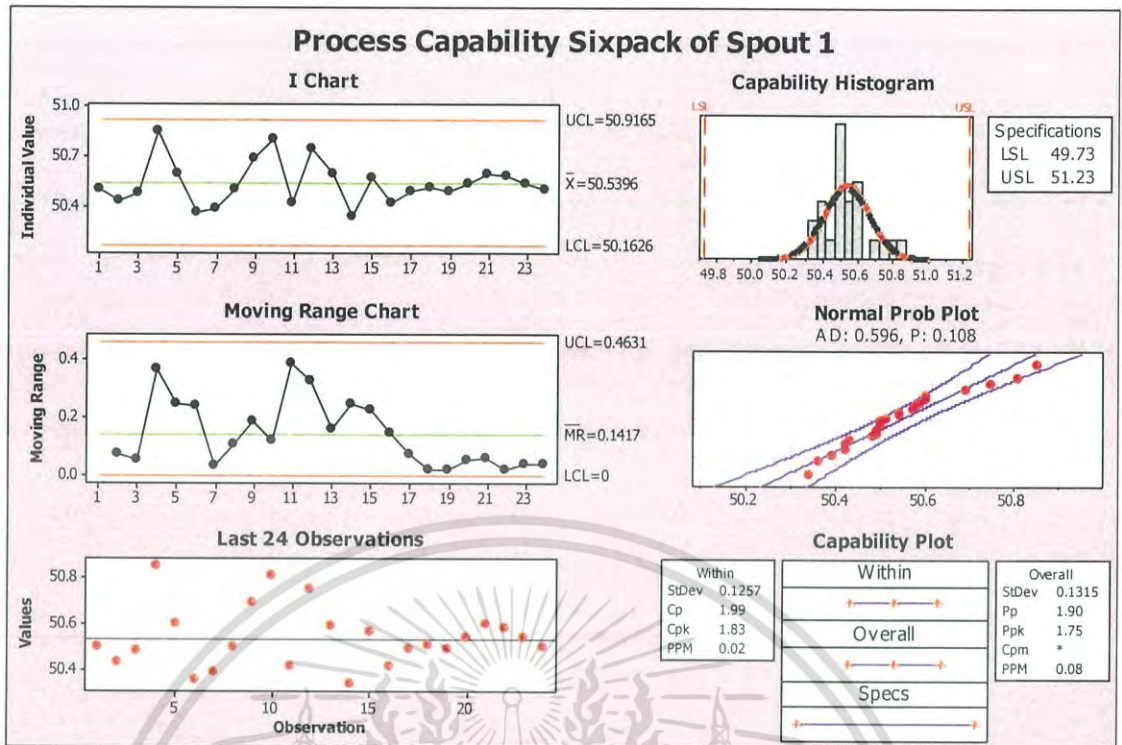 Process Capability Sixpack of Spout 1
I Chart
Individual Value
51.0
50.7
50.4
UCL=50.9165
X̄=50.5396
LCL=50.1626
1 3 5 7 9 11 13 15 17 19 21 23
Capability Histogram
LSL USL
49.8 50.0 50.2 50.4 50.6 50.8 51.0 51.2
Specifications
LSL 49.73
USL 51.23
Moving Range Chart
Moving Range
0.4
0.2
0.0
UCL=0.4631
M̄R̄=0.1417
LCL=0
1 3 5 7 9 11 13 15 17 19 21 23
Normal Prob Plot
AD: 0.596, P: 0.108
50.2 50.4 50.6 50.8
Last 24 Observations
Values
50.8
50.6
50.4
5 10 15 20
Observation
Capability Plot
Within
StDev 0.1257
Cp 1.99
Cpk 1.83
PPM 0.02
Within
Overall
Specs
Overall
StDev 0.1315
Pp 1.90
Ppk 1.75
Cpm *
PPM 0.08